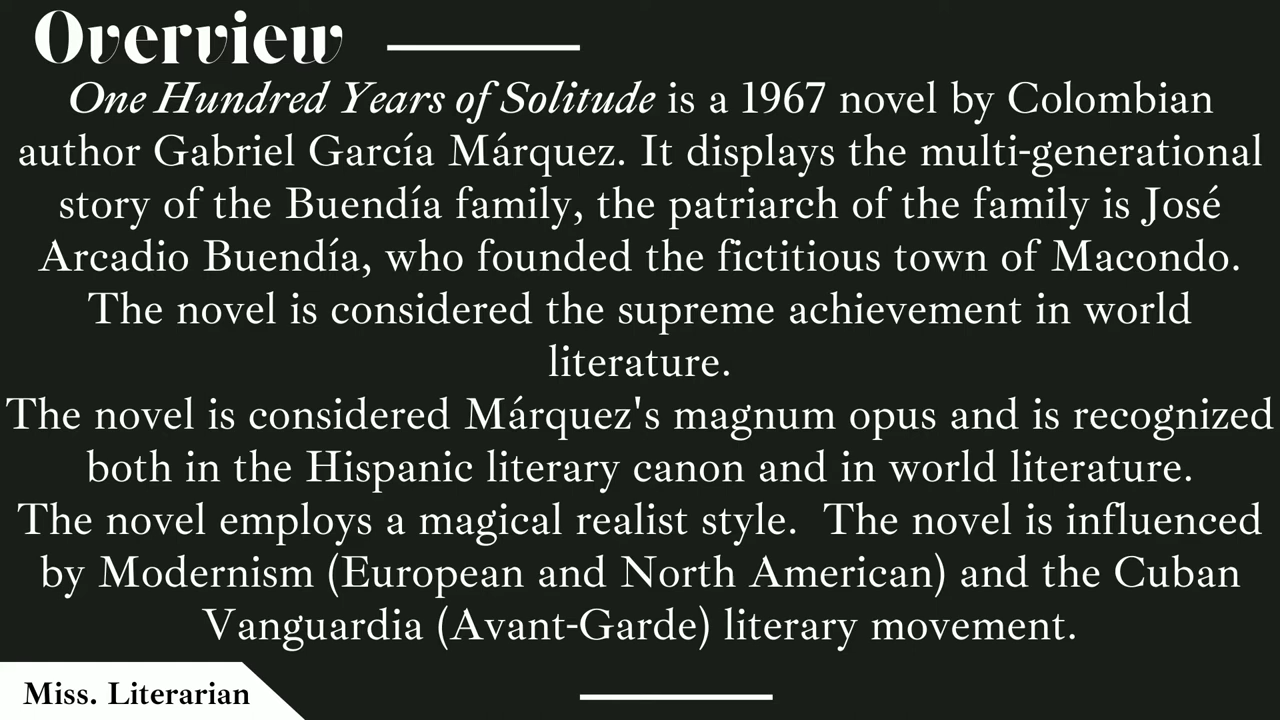 Overview
One Hundred Years of Solitude is a 1967 novel by Colombian
author Gabriel García Márquez. It displays the multi-generational
story of the Buendía family, the patriarch of the family is José
Arcadio Buendía, who founded the fictitious town of Macondo.
The novel is considered the supreme achievement in world
literature.
The novel is considered Márquez's magnum opus and is recognized
both in the Hispanic literary canon and in world literature.
The novel employs a magical realist style.  The novel is influenced
by Modernism (European and North American) and the Cuban
Vanguardia (Avant-Garde) literary movement.
Miss. Literarian